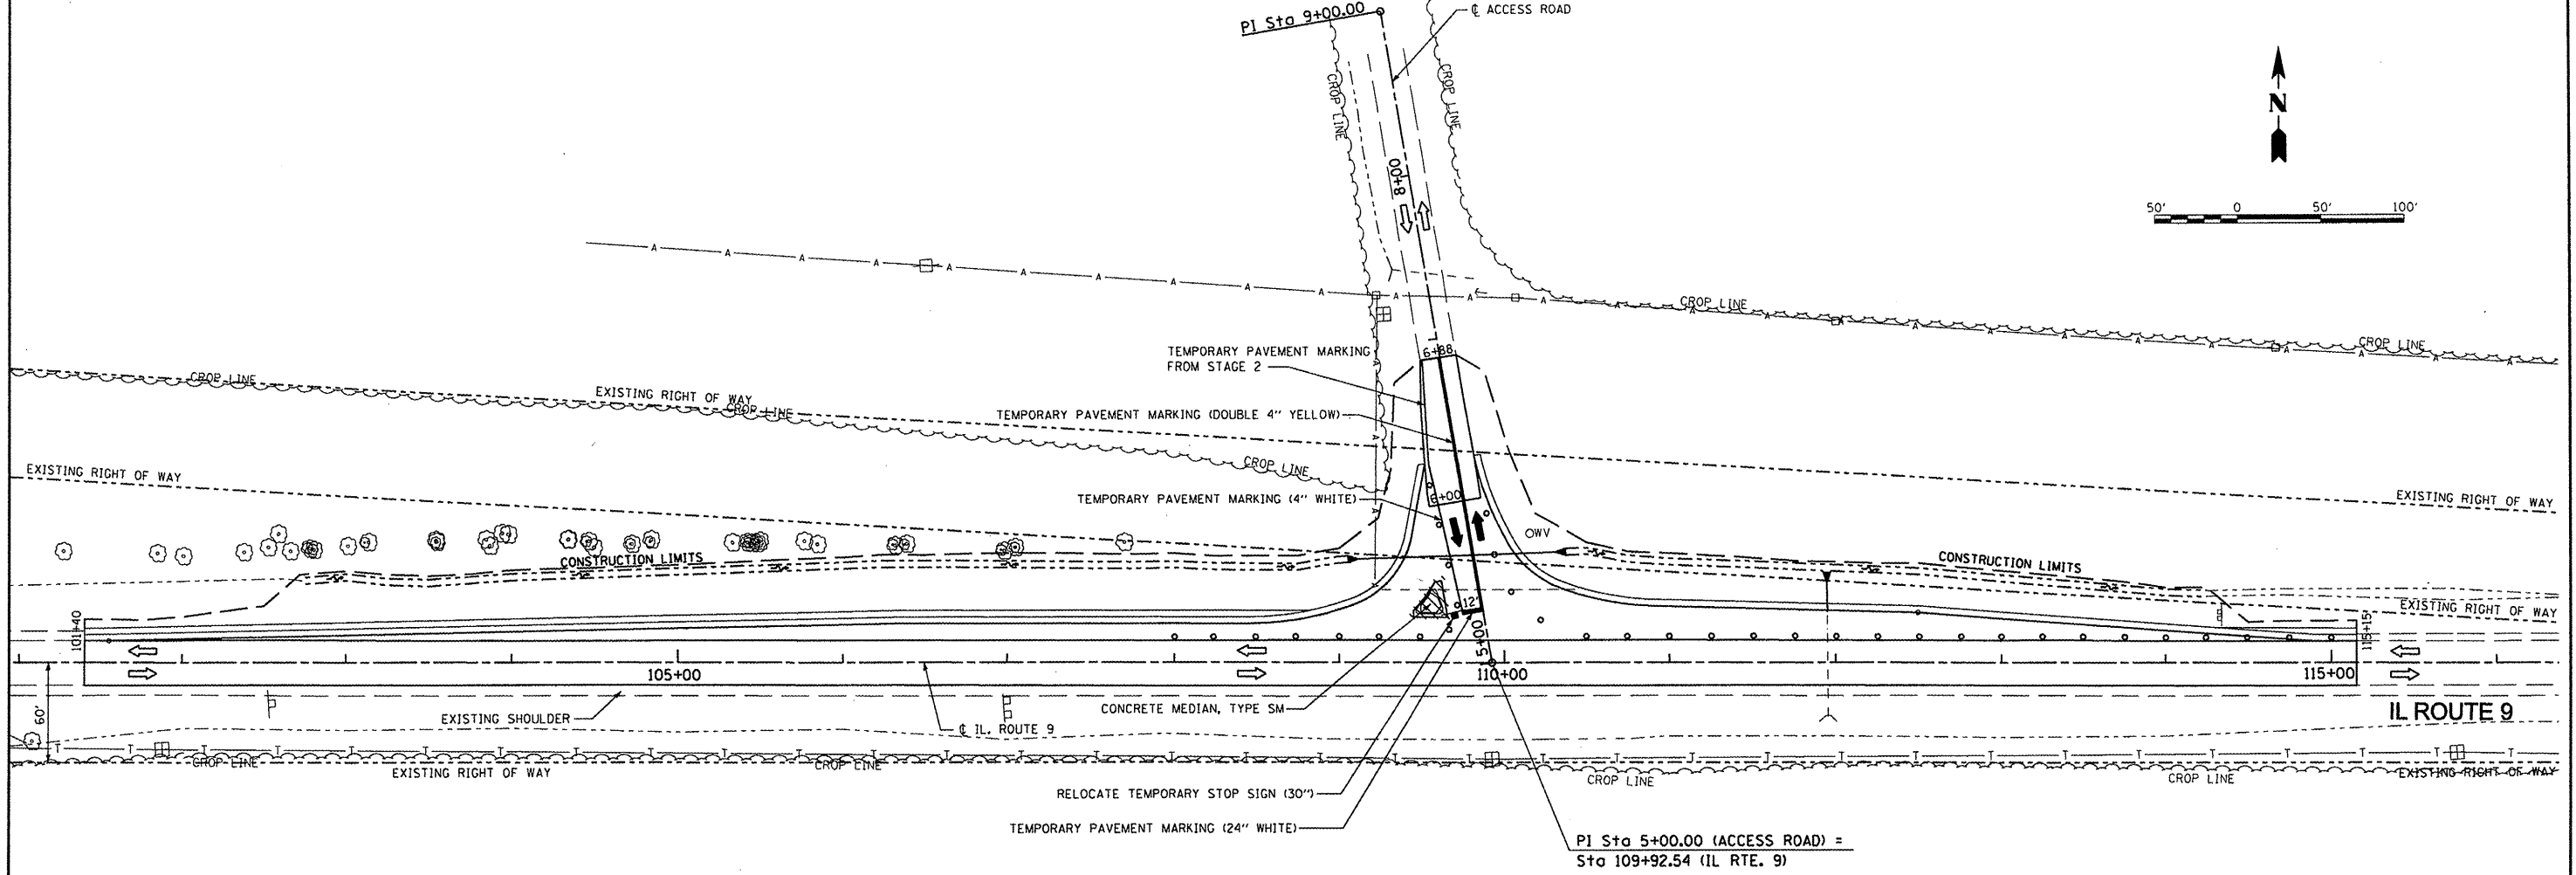 PI Sta 9+00.00
℄ ACCESS ROAD
CROP LINE
CROP LINE
N
50' 0 50' 100'
8+00
A A A A A A A A A A A A A A A A A A A A A A A
CROP LINE
CROP LINE
TEMPORARY PAVEMENT MARKING
FROM STAGE 2
6+88
CROP LINE
EXISTING RIGHT OF WAY
CROP LINE
TEMPORARY PAVEMENT MARKING (DOUBLE 4" YELLOW)
EXISTING RIGHT OF WAY
CROP LINE
TEMPORARY PAVEMENT MARKING (4" WHITE)
6+00
EXISTING RIGHT OF WAY
OWV
CONSTRUCTION LIMITS
CONSTRUCTION LIMITS
EXISTING RIGHT OF WAY
12'
101+40
5+00
115+15
105+00
110+00
115+00
60'
EXISTING SHOULDER
℄ IL. ROUTE 9
CONCRETE MEDIAN, TYPE SM
IL ROUTE 9
T T T T T T T T T T T T T T T T T T T T T T T T T T T T T T
CROP LINE
EXISTING RIGHT OF WAY
CROP LINE
CROP LINE
CROP LINE
EXISTING RIGHT OF WAY
RELOCATE TEMPORARY STOP SIGN (30")
TEMPORARY PAVEMENT MARKING (24" WHITE)
PI Sta 5+00.00 (ACCESS ROAD) =
Sta 109+92.54 (IL RTE. 9)